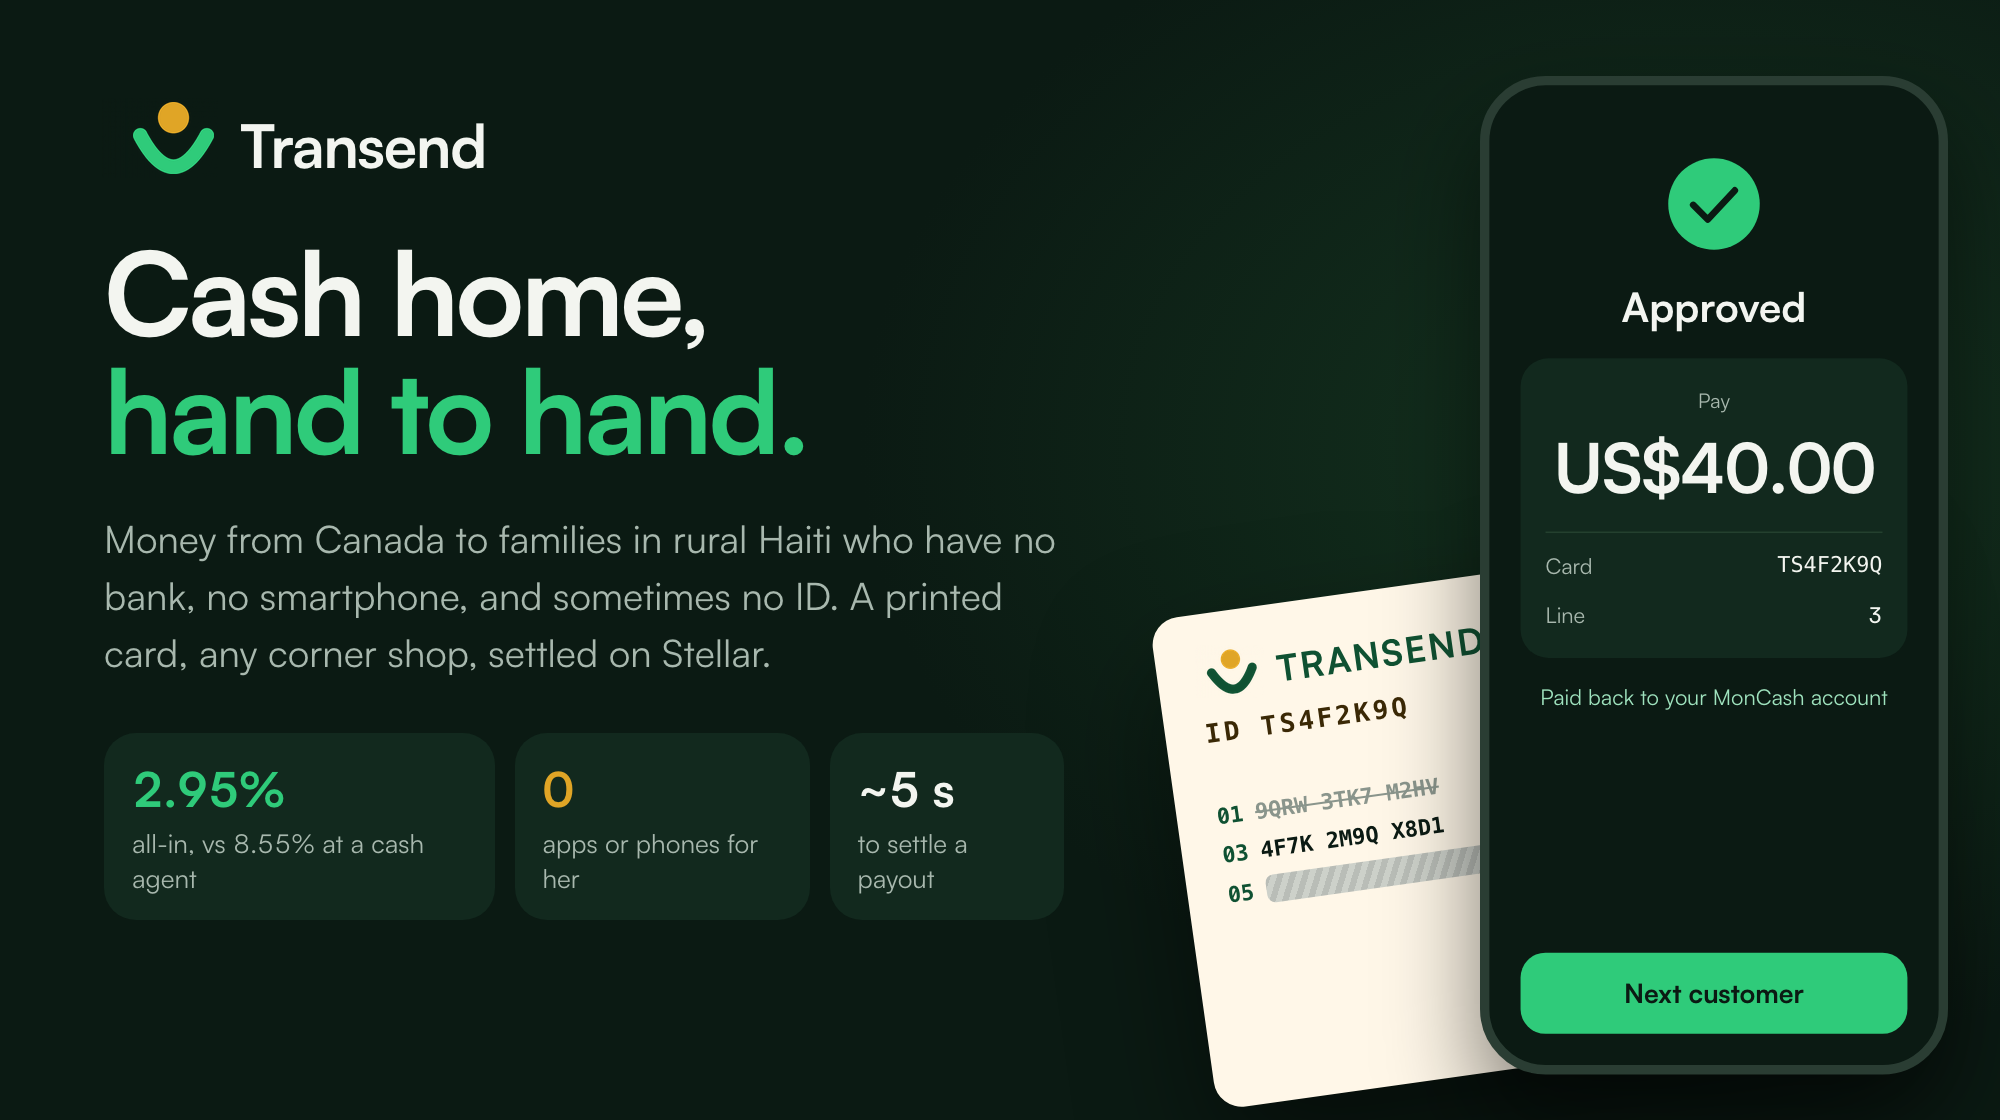 Transend
Cash home,
hand to hand.
Money from Canada to families in rural Haiti who have no
bank, no smartphone, and sometimes no ID. A printed
card, any corner shop, settled on Stellar.
2.95%
all-in, vs 8.55% at a cash
agent
0
apps or phones for
her
~5 s
to settle a
payout
TRANSEND
ID TS4F2K9Q
01 9QRW 3TK7 M2HV
03 4F7K 2M9Q X8D1
05
Approved
Pay
US$40.00
Card TS4F2K9Q
Line 3
Paid back to your MonCash account
Next customer